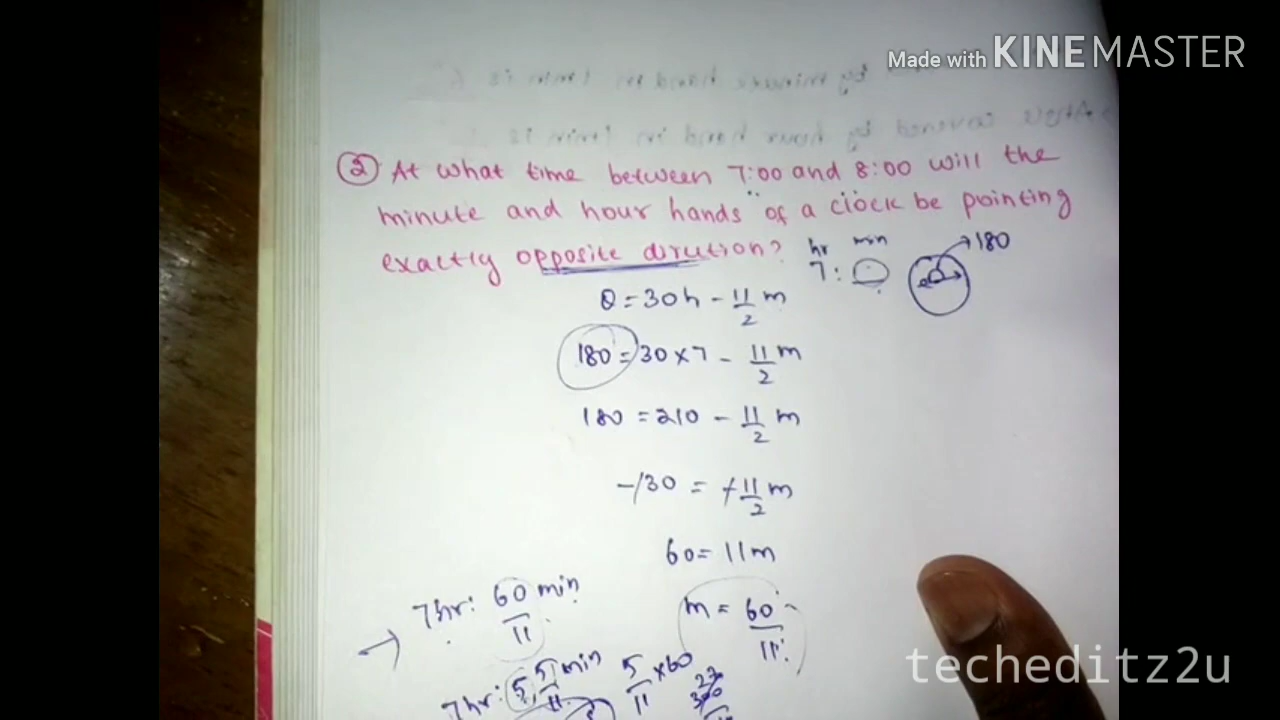 Made with KINEMASTER
② At what time between 7:00 and 8:00 will the
minute and hour hands of a clock be pointing
exactly opposite dirution?
hr min
7:
180
θ = 30h - 11/2 m
180 = 30 × 7 - 11/2 m
180 = 210 - 11/2 m
-30 = -11/2 m
60 = 11m
7hr: 60/11 min
m = 60/11
7hr: 5 5/11 min
5/11 × 60
techeditz2u